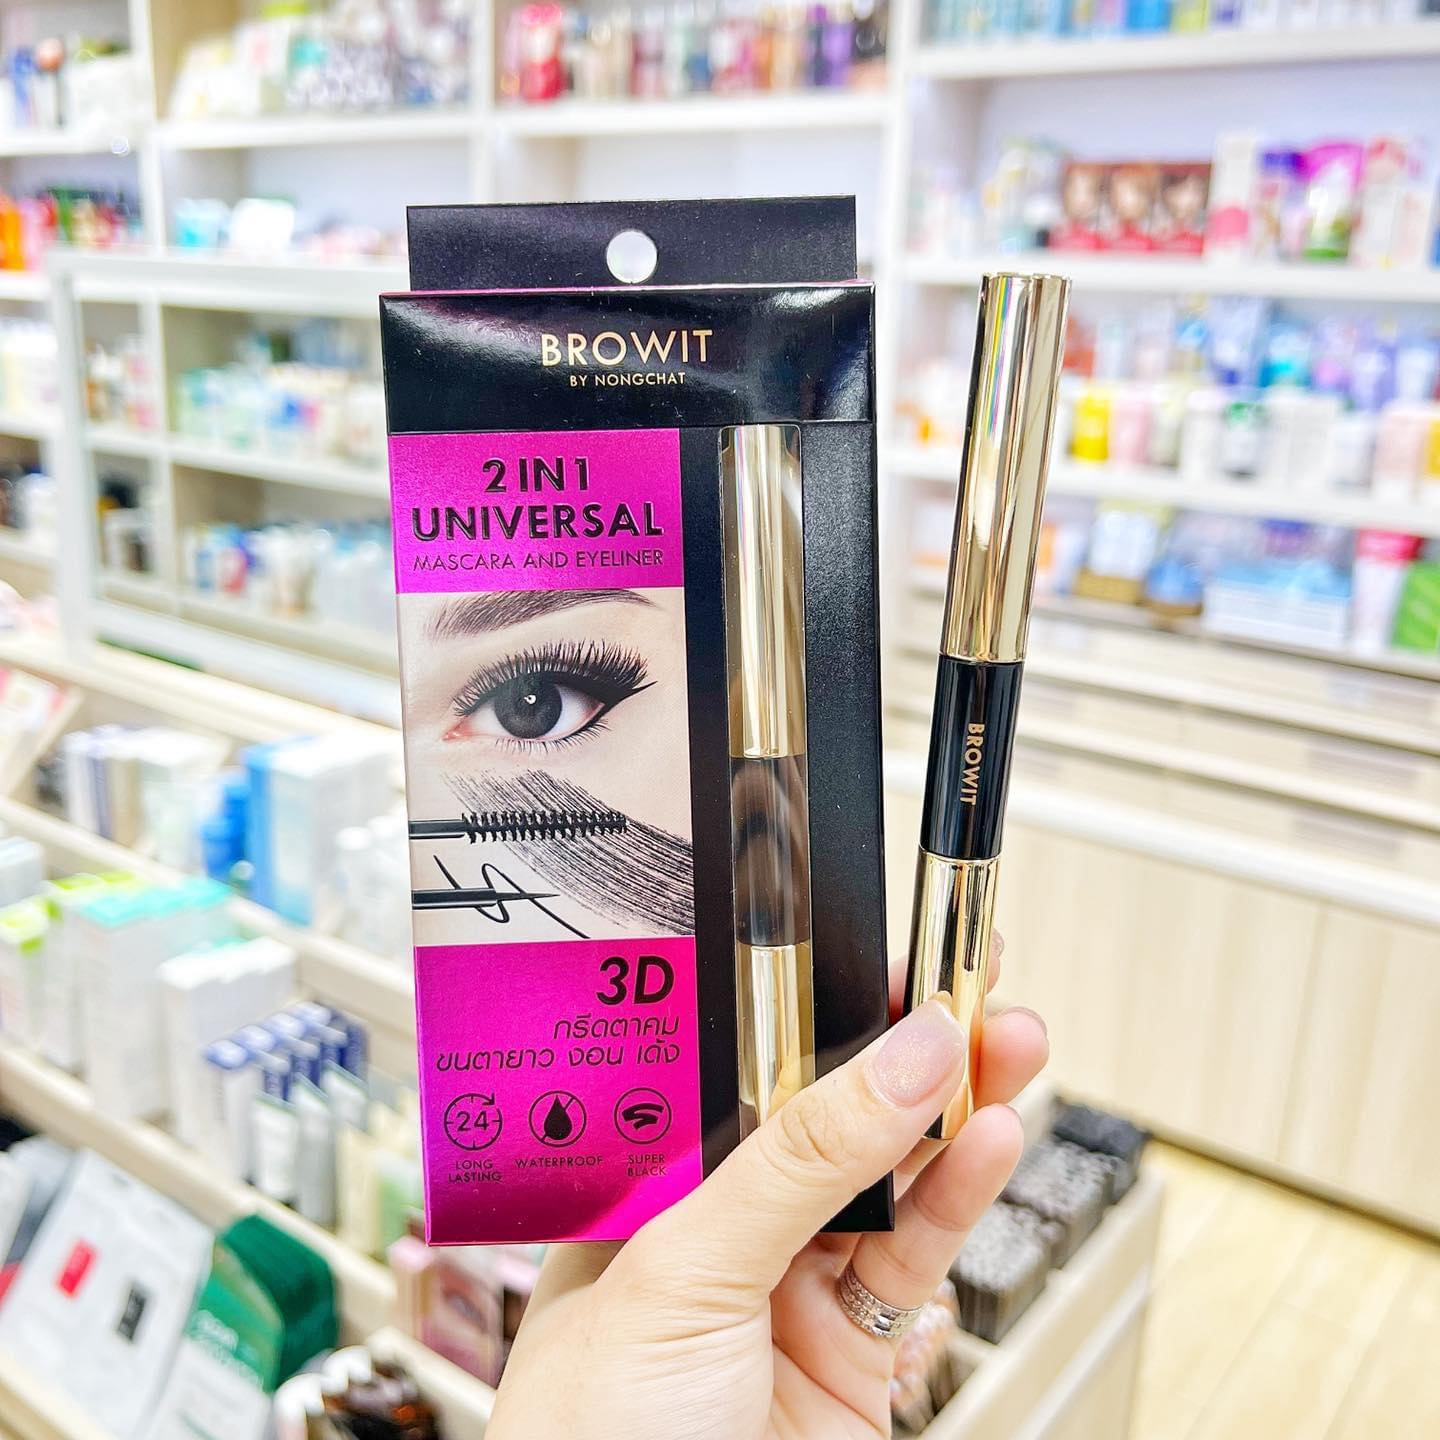 BROWIT
BY NONGCHAT
2 IN 1
UNIVERSAL
MASCARA AND EYELINER
3D
กรีดตาคม
ขนตายาว งอน เด้ง
24
LONG
LASTING
WATERPROOF
SUPER
BLACK
BROWIT